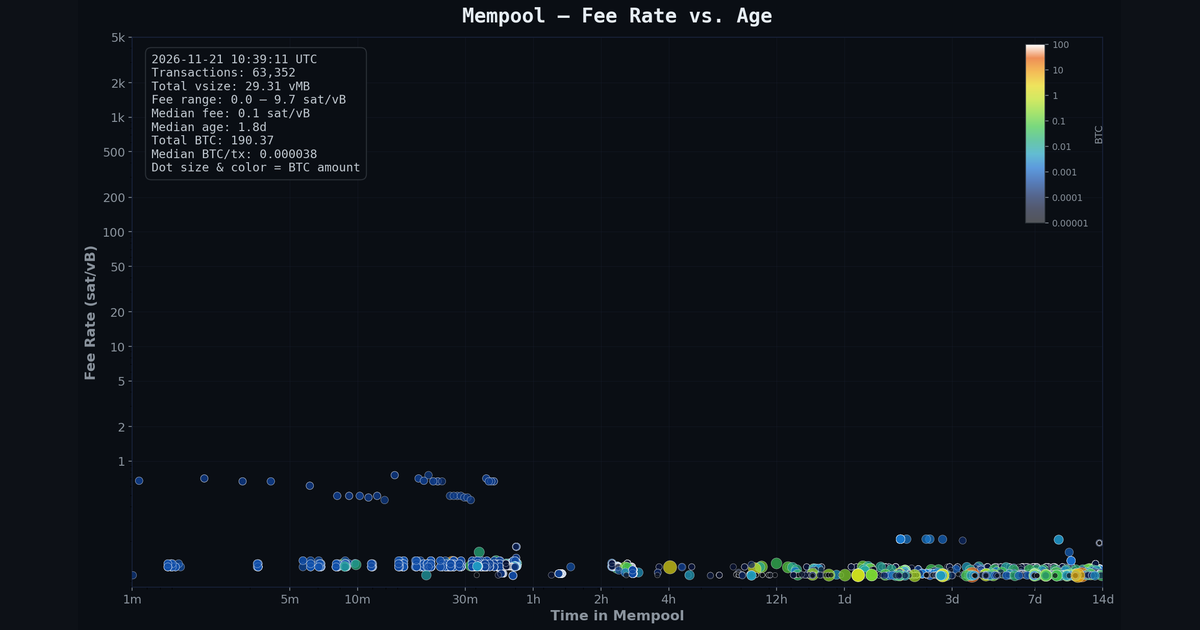 Mempool — Fee Rate vs. Age
2026-11-21 10:39:11 UTC
Transactions: 63,352
Total vsize: 29.31 vMB
Fee range: 0.0 — 9.7 sat/vB
Median fee: 0.1 sat/vB
Median age: 1.8d
Total BTC: 190.37
Median BTC/tx: 0.000038
Dot size & color = BTC amount
5k
2k
1k
500
200
100
50
20
10
5
2
1
Fee Rate (sat/vB)
100
10
1
0.1
0.01
0.001
0.0001
0.00001
BTC
1m 5m 10m 30m 1h 2h 4h 12h 1d 3d 7d 14d
Time in Mempool